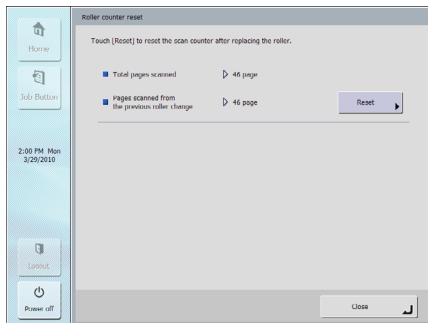 Roller counter reset
Home
Touch [Reset] to reset the scan counter after replacing the roller.
Total pages scanned
46 page
Job Button
Pages scanned from
the previous roller change
46 page
Reset
2:00 PM Mon
3/29/2010
Logout
Power off
Close